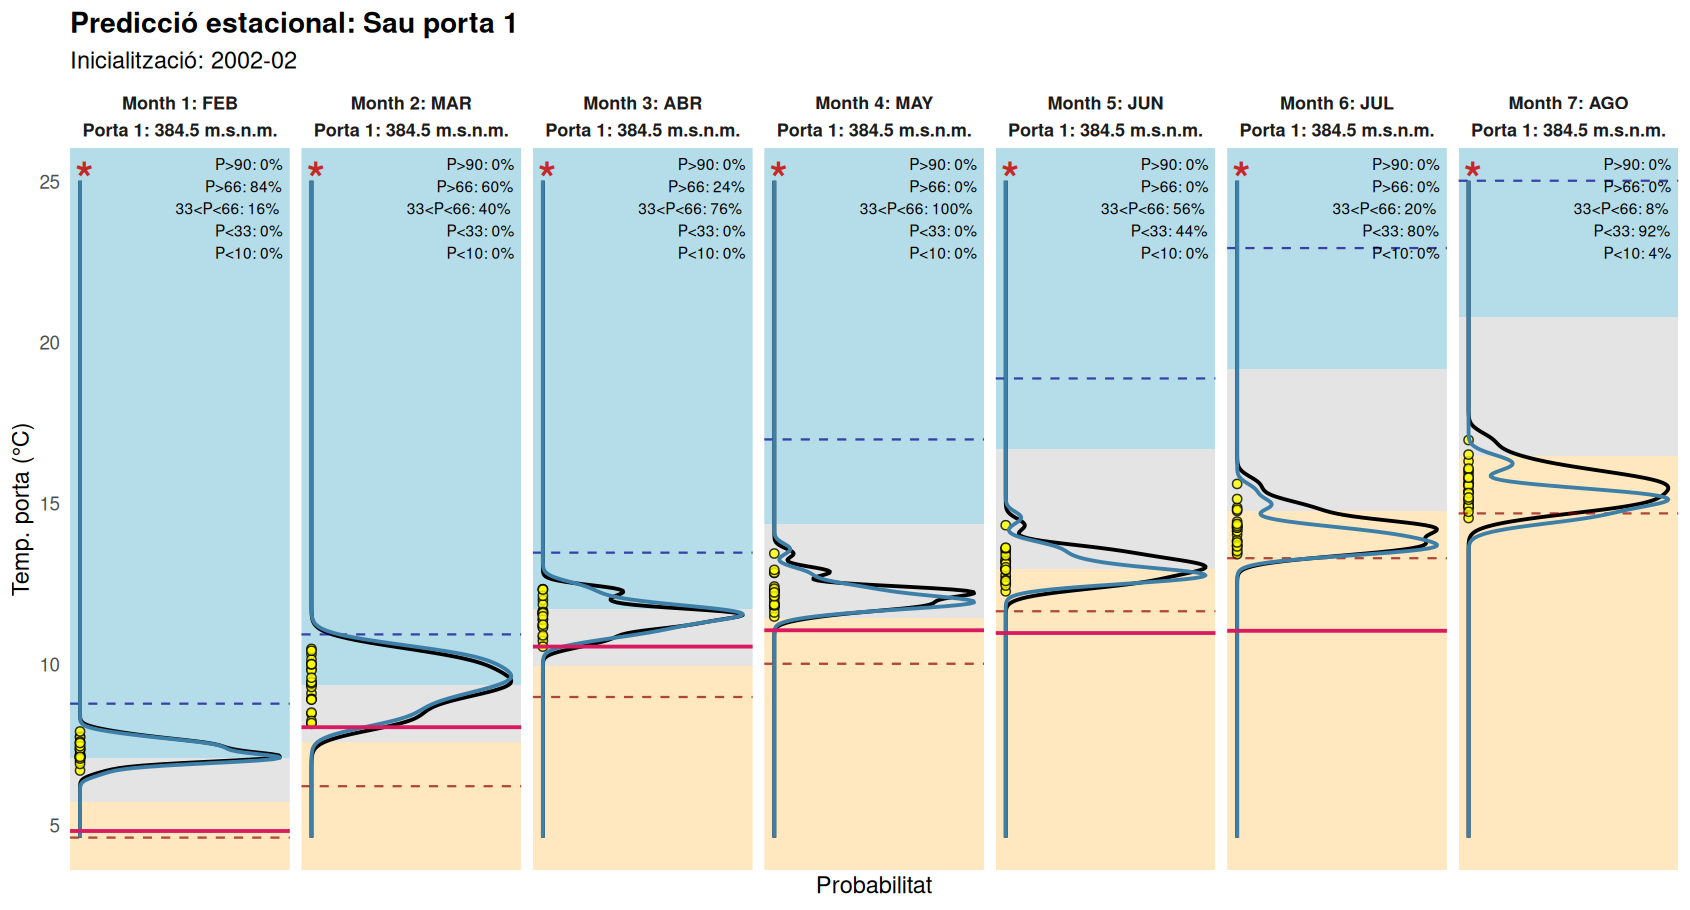 Predicció estacional: Sau porta 1
Inicialització: 2002-02
Month 1: FEB
Porta 1: 384.5 m.s.n.m.
*
P>90: 0%
P>66: 84%
33<P<66: 16%
P<33: 0%
P<10: 0%
Month 2: MAR
Porta 1: 384.5 m.s.n.m.
*
P>90: 0%
P>66: 60%
33<P<66: 40%
P<33: 0%
P<10: 0%
Month 3: ABR
Porta 1: 384.5 m.s.n.m.
*
P>90: 0%
P>66: 24%
33<P<66: 76%
P<33: 0%
P<10: 0%
Month 4: MAY
Porta 1: 384.5 m.s.n.m.
*
P>90: 0%
P>66: 0%
33<P<66: 100%
P<33: 0%
P<10: 0%
Month 5: JUN
Porta 1: 384.5 m.s.n.m.
*
P>90: 0%
P>66: 0%
33<P<66: 56%
P<33: 44%
P<10: 0%
Month 6: JUL
Porta 1: 384.5 m.s.n.m.
*
P>90: 0%
P>66: 0%
33<P<66: 20%
P<33: 80%
P<10: 0%
Month 7: AGO
Porta 1: 384.5 m.s.n.m.
*
P>90: 0%
P>66: 0%
33<P<66: 8%
P<33: 92%
P<10: 4%
25
20
15
10
5
Temp. porta (°C)
Probabilitat